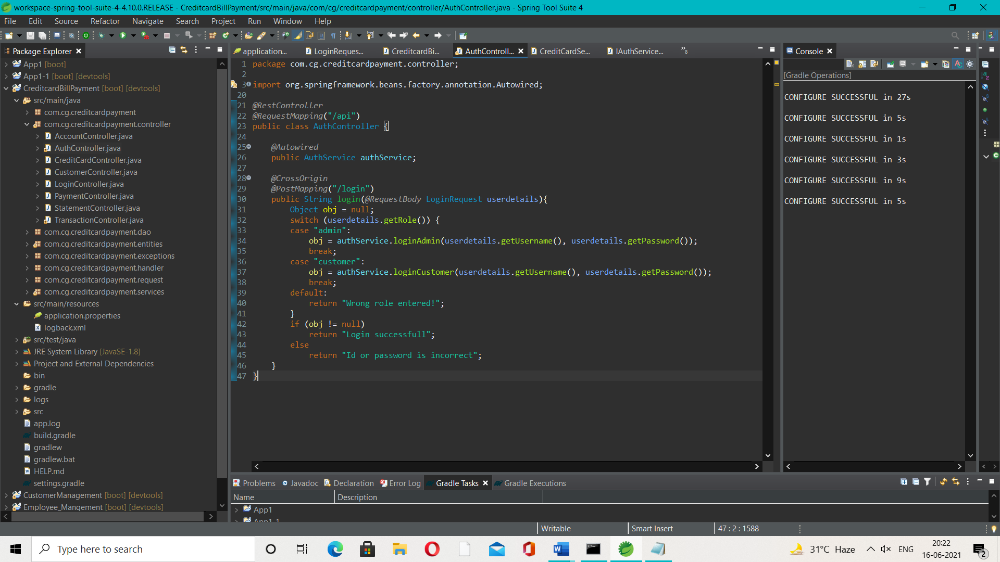 workspace-spring-tool-suite-4-4.10.0.RELEASE - CreditcardBillPayment/src/main/java/com/cg/creditcardpayment/controller/AuthController.java - Spring Tool Suite 4
File Edit Source Refactor Navigate Search Project Run Window Help
Package Explorer
App1 [boot]
App1-1 [boot] [devtools]
CreditcardBillPayment [boot] [devtools]
src/main/java
com.cg.creditcardpayment
com.cg.creditcardpayment.controller
AccountController.java
AuthController.java
CreditCardController.java
CustomerController.java
LoginController.java
PaymentController.java
StatementController.java
TransactionController.java
com.cg.creditcardpayment.dao
com.cg.creditcardpayment.entities
com.cg.creditcardpayment.exceptions
com.cg.creditcardpayment.handler
com.cg.creditcardpayment.request
com.cg.creditcardpayment.services
src/main/resources
application.properties
logback.xml
src/test/java
JRE System Library [JavaSE-1.8]
Project and External Dependencies
bin
gradle
logs
src
app.log
build.gradle
gradlew
gradlew.bat
HELP.md
settings.gradle
CustomerManagement [boot] [devtools]
Employee_Mangement [boot] [devtools]
application... LoginReques... CreditcardBi... AuthControll... CreditCardSe... IAuthService... 8
1 package com.cg.creditcardpayment.controller;
2
3 import org.springframework.beans.factory.annotation.Autowired;
20
21 @RestController
22 @RequestMapping("/api")
23 public class AuthController {
24
25 @Autowired
26 public AuthService authService;
27
28 @CrossOrigin
29 @PostMapping("/login")
30 public String login(@RequestBody LoginRequest userdetails){
31 Object obj = null;
32 switch (userdetails.getRole()) {
33 case "admin":
34 obj = authService.loginAdmin(userdetails.getUsername(), userdetails.getPassword());
35 break;
36 case "customer":
37 obj = authService.loginCustomer(userdetails.getUsername(), userdetails.getPassword());
38 break;
39 default:
40 return "Wrong role entered!";
41 }
42 if (obj != null)
43 return "Login successfull";
44 else
45 return "Id or password is incorrect";
46 }
47 }
Console
[Gradle Operations]
CONFIGURE SUCCESSFUL in 27s
CONFIGURE SUCCESSFUL in 5s
CONFIGURE SUCCESSFUL in 1s
CONFIGURE SUCCESSFUL in 3s
CONFIGURE SUCCESSFUL in 9s
CONFIGURE SUCCESSFUL in 5s
Problems Javadoc Declaration Error Log Gradle Tasks Gradle Executions
Name Description
App1
App1-1
Writable Smart Insert 47 : 2 : 1588
Type here to search
31°C Haze ENG
20:22
16-06-2021
2